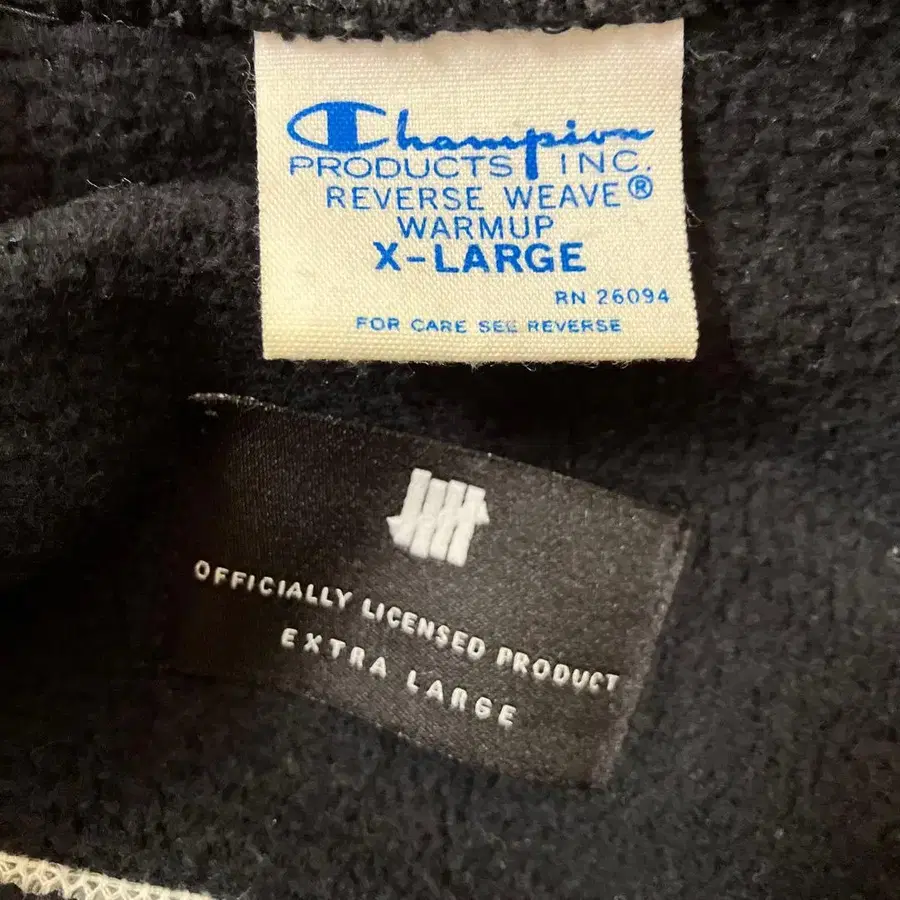 Champion
PRODUCTS INC.
REVERSE WEAVE®
WARMUP
X-LARGE
RN 26094
FOR CARE SEE REVERSE
OFFICIALLY LICENSED PRODUCT
EXTRA LARGE